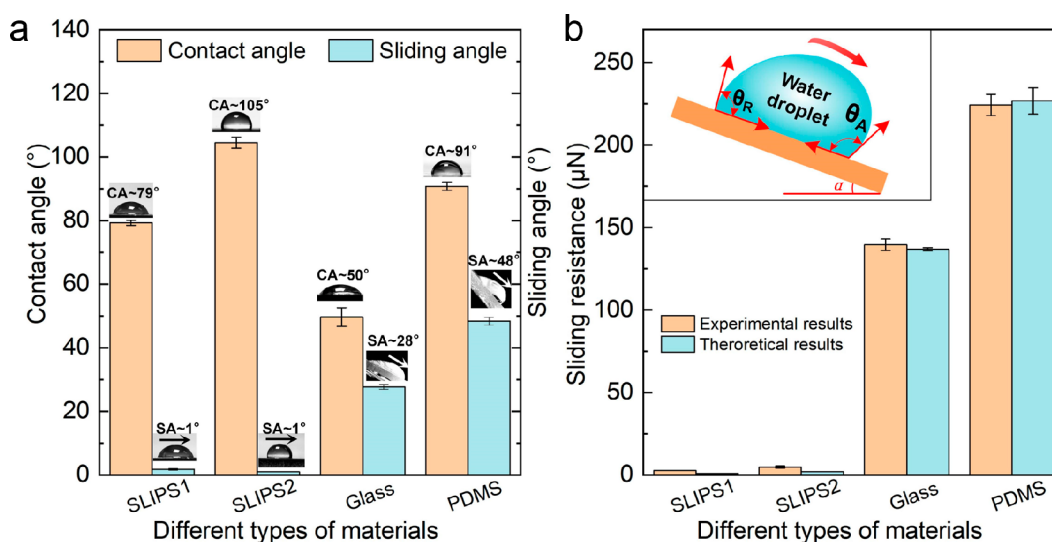 a
140
120
100
80
60
40
20
0
Contact angle (°)
Contact angle
Sliding angle
CA~79°
SA~1°
CA~105°
SA~1°
CA~50°
SA~28°
CA~91°
SA~48°
Sliding angle (°)
SLIPS1
SLIPS2
Glass
PDMS
Different types of materials
b
250
200
150
100
50
0
Sliding resistance (μN)
Water
droplet
θR
θA
α
Experimental results
Theroretical results
SLIPS1
SLIPS2
Glass
PDMS
Different types of materials